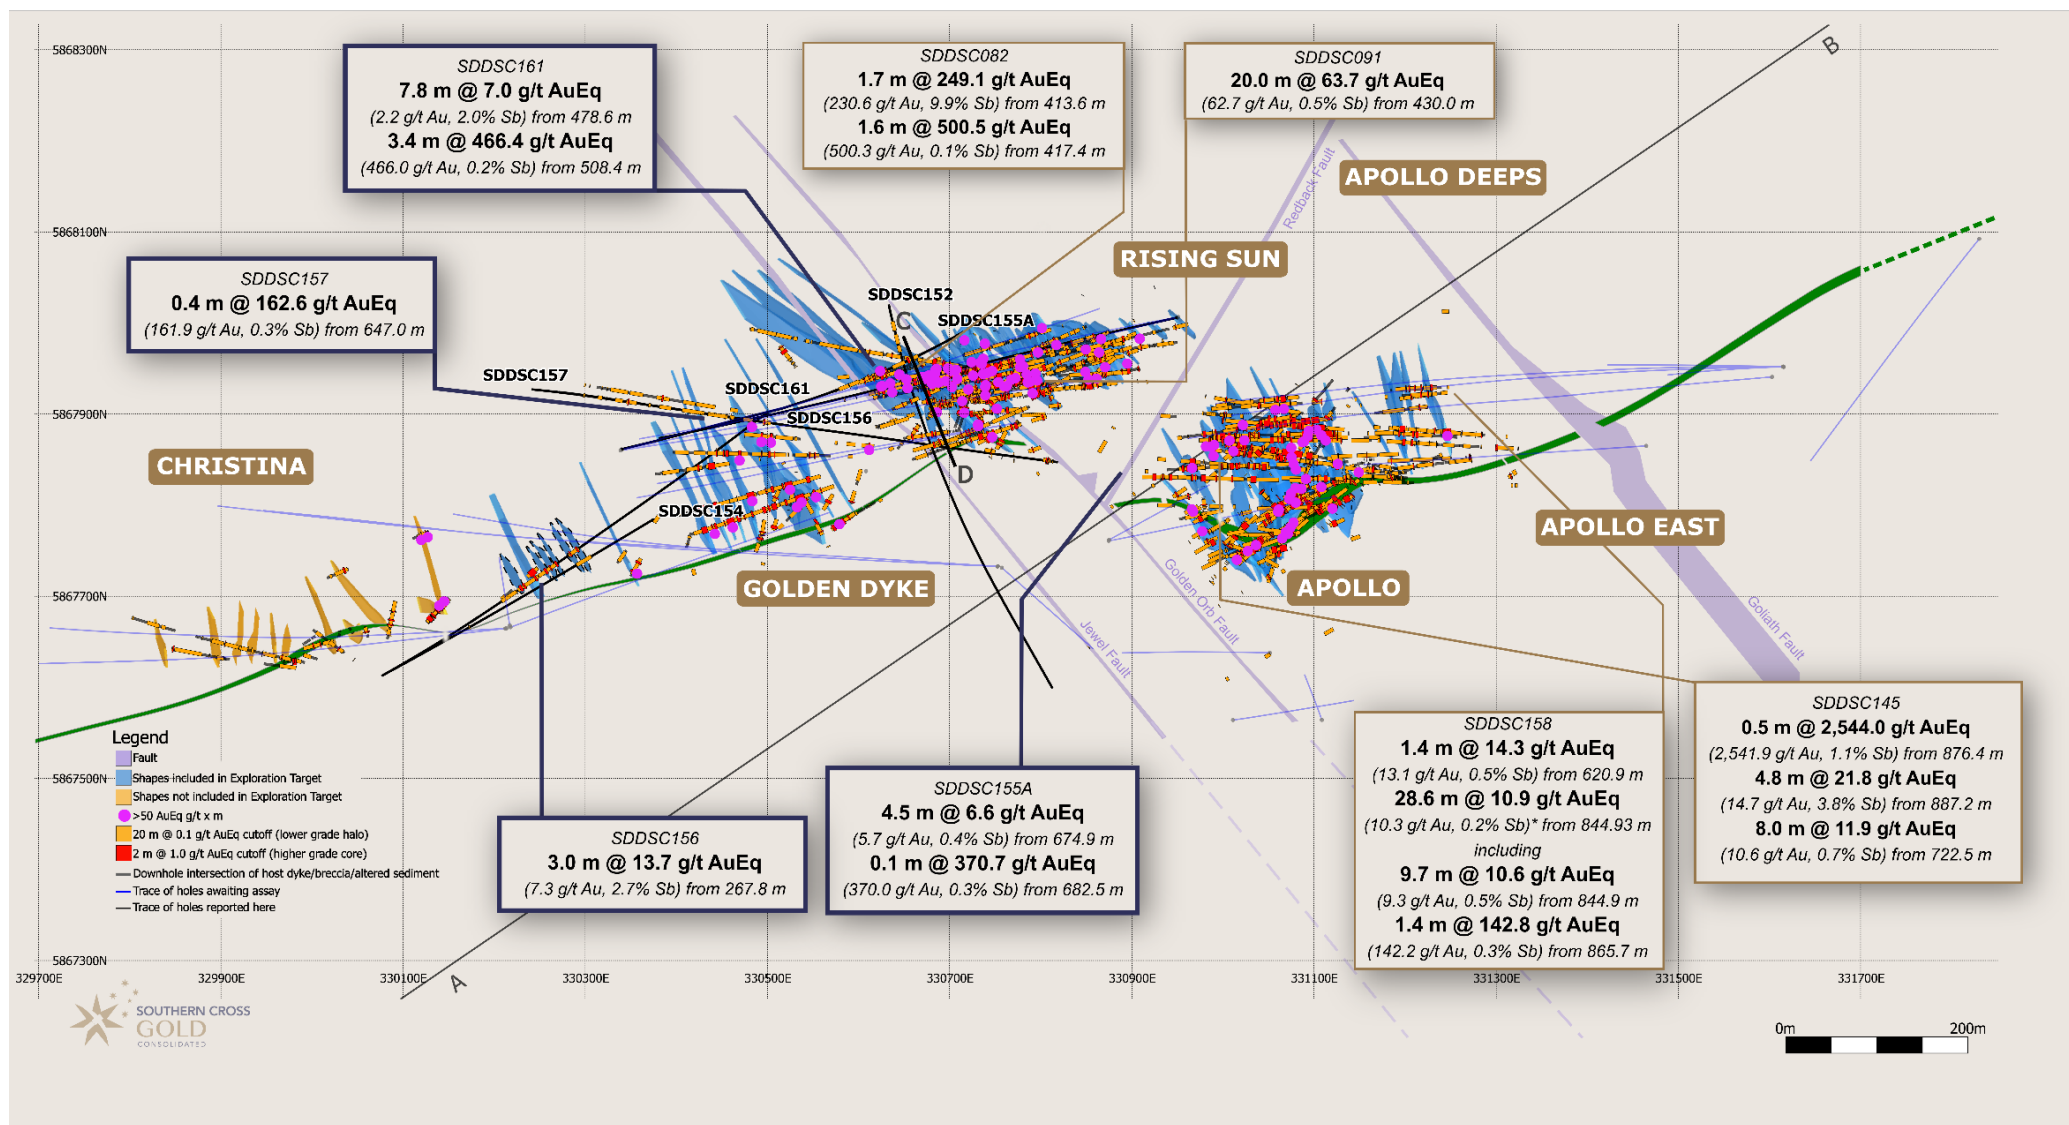 5868300N
5868100N
5867900N
5867700N
5867500N
5867300N
SDDSC161
7.8 m @ 7.0 g/t AuEq
(2.2 g/t Au, 2.0% Sb) from 478.6 m
3.4 m @ 466.4 g/t AuEq
(466.0 g/t Au, 0.2% Sb) from 508.4 m
SDDSC082
1.7 m @ 249.1 g/t AuEq
(230.6 g/t Au, 9.9% Sb) from 413.6 m
1.6 m @ 500.5 g/t AuEq
(500.3 g/t Au, 0.1% Sb) from 417.4 m
SDDSC091
20.0 m @ 63.7 g/t AuEq
(62.7 g/t Au, 0.5% Sb) from 430.0 m
B
APOLLO DEEPS
Redback Fault
RISING SUN
SDDSC157
0.4 m @ 162.6 g/t AuEq
(161.9 g/t Au, 0.3% Sb) from 647.0 m
SDDSC152
C
SDDSC155A
SDDSC157
SDDSC161
SDDSC156
CHRISTINA
D
SDDSC154
APOLLO EAST
GOLDEN DYKE
APOLLO
Golden Orb Fault
Jewel Fault
Goliath Fault
Legend
Fault
Shapes included in Exploration Target
Shapes not included in Exploration Target
>50 AuEq g/t x m
20 m @ 0.1 g/t AuEq cutoff (lower grade halo)
2 m @ 1.0 g/t AuEq cutoff (higher grade core)
Downhole intersection of host dyke/breccia/altered sediment
Trace of holes awaiting assay
Trace of holes reported here
SDDSC156
3.0 m @ 13.7 g/t AuEq
(7.3 g/t Au, 2.7% Sb) from 267.8 m
SDDSC155A
4.5 m @ 6.6 g/t AuEq
(5.7 g/t Au, 0.4% Sb) from 674.9 m
0.1 m @ 370.7 g/t AuEq
(370.0 g/t Au, 0.3% Sb) from 682.5 m
SDDSC158
1.4 m @ 14.3 g/t AuEq
(13.1 g/t Au, 0.5% Sb) from 620.9 m
28.6 m @ 10.9 g/t AuEq
(10.3 g/t Au, 0.2% Sb)* from 844.93 m
including
9.7 m @ 10.6 g/t AuEq
(9.3 g/t Au, 0.5% Sb) from 844.9 m
1.4 m @ 142.8 g/t AuEq
(142.2 g/t Au, 0.3% Sb) from 865.7 m
SDDSC145
0.5 m @ 2,544.0 g/t AuEq
(2,541.9 g/t Au, 1.1% Sb) from 876.4 m
4.8 m @ 21.8 g/t AuEq
(14.7 g/t Au, 3.8% Sb) from 887.2 m
8.0 m @ 11.9 g/t AuEq
(10.6 g/t Au, 0.7% Sb) from 722.5 m
329700E 329900E 330100E 330300E 330500E 330700E 330900E 331100E 331300E 331500E 331700E
A
SOUTHERN CROSS
GOLD
CONSOLIDATED
0m 200m